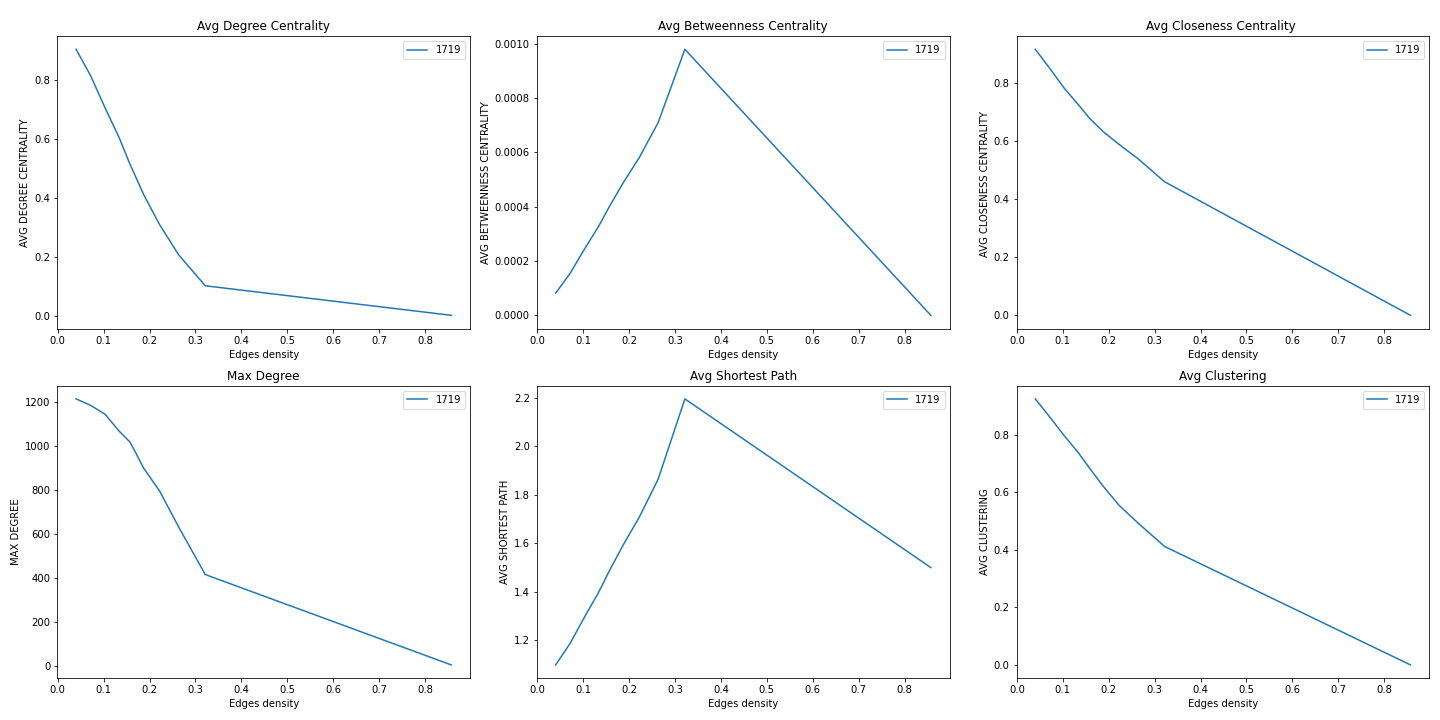 Avg Degree Centrality
AVG DEGREE CENTRALITY
1719
0.8
0.6
0.4
0.2
0.0
0.0 0.1 0.2 0.3 0.4 0.5 0.6 0.7 0.8
Edges density
Avg Betweenness Centrality
AVG BETWEENNESS CENTRALITY
1719
0.0010
0.0008
0.0006
0.0004
0.0002
0.0000
0.0 0.1 0.2 0.3 0.4 0.5 0.6 0.7 0.8
Edges density
Avg Closeness Centrality
AVG CLOSENESS CENTRALITY
1719
0.8
0.6
0.4
0.2
0.0
0.0 0.1 0.2 0.3 0.4 0.5 0.6 0.7 0.8
Edges density
Max Degree
MAX DEGREE
1719
1200
1000
800
600
400
200
0
0.0 0.1 0.2 0.3 0.4 0.5 0.6 0.7 0.8
Edges density
Avg Shortest Path
AVG SHORTEST PATH
1719
2.2
2.0
1.8
1.6
1.4
1.2
0.0 0.1 0.2 0.3 0.4 0.5 0.6 0.7 0.8
Edges density
Avg Clustering
AVG CLUSTERING
1719
0.8
0.6
0.4
0.2
0.0
0.0 0.1 0.2 0.3 0.4 0.5 0.6 0.7 0.8
Edges density